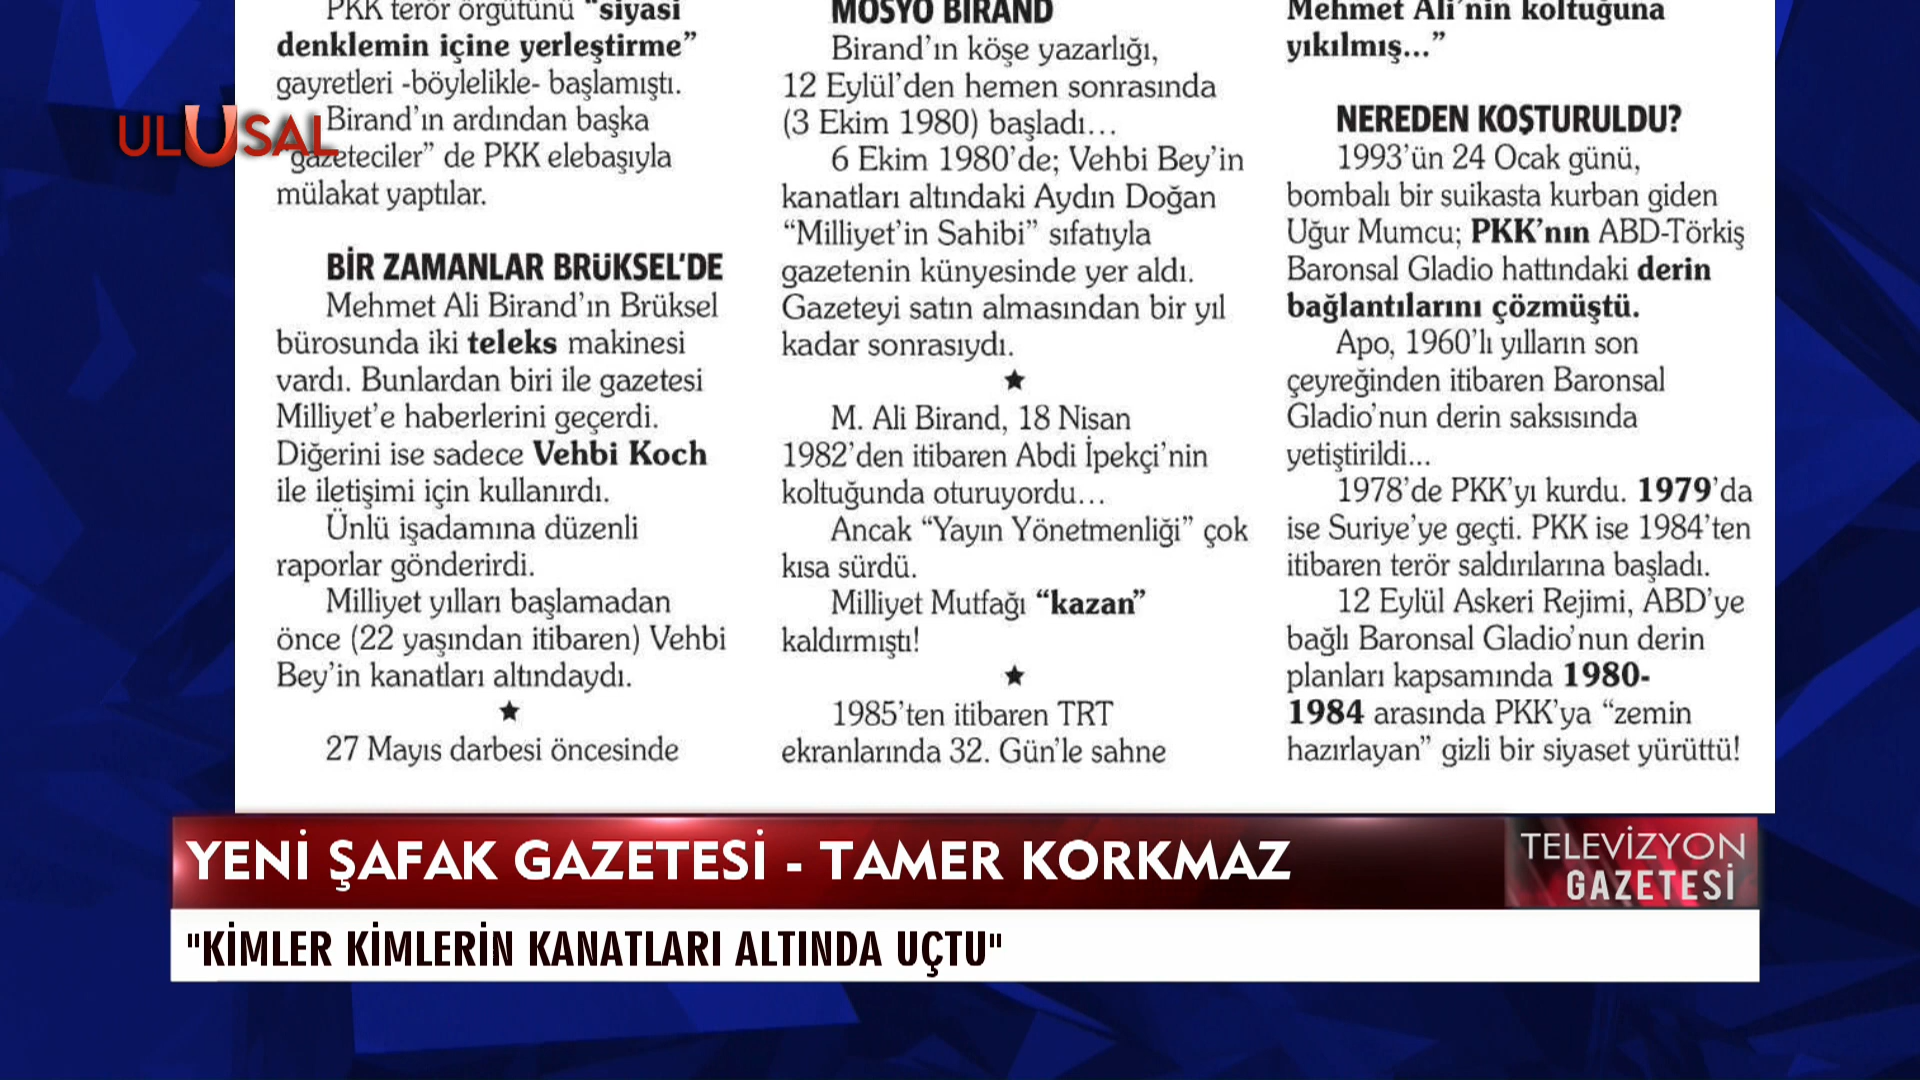 PKK terör örgütünü "siyasi
denklemin içine yerleştirme"
gayretleri -böylelikle- başlamıştı.
Birand'ın ardından başka
"gazeteciler" de PKK elebaşıyla
mülakat yaptılar.
BİR ZAMANLAR BRÜKSEL'DE
Mehmet Ali Birand'ın Brüksel
bürosunda iki teleks makinesi
vardı. Bunlardan biri ile gazetesi
Milliyet'e haberlerini geçerdi.
Diğerini ise sadece Vehbi Koch
ile iletişimi için kullanırdı.
Ünlü işadamına düzenli
raporlar gönderirdi.
Milliyet yılları başlamadan
önce (22 yaşından itibaren) Vehbi
Bey'in kanatları altındaydı.
★
27 Mayıs darbesi öncesinde
MÖSYÖ BİRAND
Birand'ın köşe yazarlığı,
12 Eylül'den hemen sonrasında
(3 Ekim 1980) başladı...
6 Ekim 1980'de; Vehbi Bey'in
kanatları altındaki Aydın Doğan
"Milliyet'in Sahibi" sıfatıyla
gazetenin künyesinde yer aldı.
Gazeteyi satın almasından bir yıl
kadar sonrasıydı.
★
M. Ali Birand, 18 Nisan
1982'den itibaren Abdi İpekçi'nin
koltuğunda oturuyordu...
Ancak "Yayın Yönetmenliği" çok
kısa sürdü.
Milliyet Mutfağı "kazan"
kaldırmıştı!
★
1985'ten itibaren TRT
ekranlarında 32. Gün'le sahne
Mehmet Ali'nin koltuğuna
yıkılmış..."
NEREDEN KOŞTURULDU?
1993'ün 24 Ocak günü,
bombalı bir suikasta kurban giden
Uğur Mumcu; PKK'nın ABD-Törkiş
Baronsal Gladio hattındaki derin
bağlantılarını çözmüştü.
Apo, 1960'lı yılların son
çeyreğinden itibaren Baronsal
Gladio'nun derin saksısında
yetiştirildi...
1978'de PKK'yı kurdu. 1979'da
ise Suriye'ye geçti. PKK ise 1984'ten
itibaren terör saldırılarına başladı.
12 Eylül Askeri Rejimi, ABD'ye
bağlı Baronsal Gladio'nun derin
planları kapsamında 1980-
1984 arasında PKK'ya "zemin
hazırlayan" gizli bir siyaset yürüttü!
ULUSAL
YENİ ŞAFAK GAZETESİ - TAMER KORKMAZ
TELEVİZYON
GAZETESİ
"KİMLER KİMLERİN KANATLARI ALTINDA UÇTU"